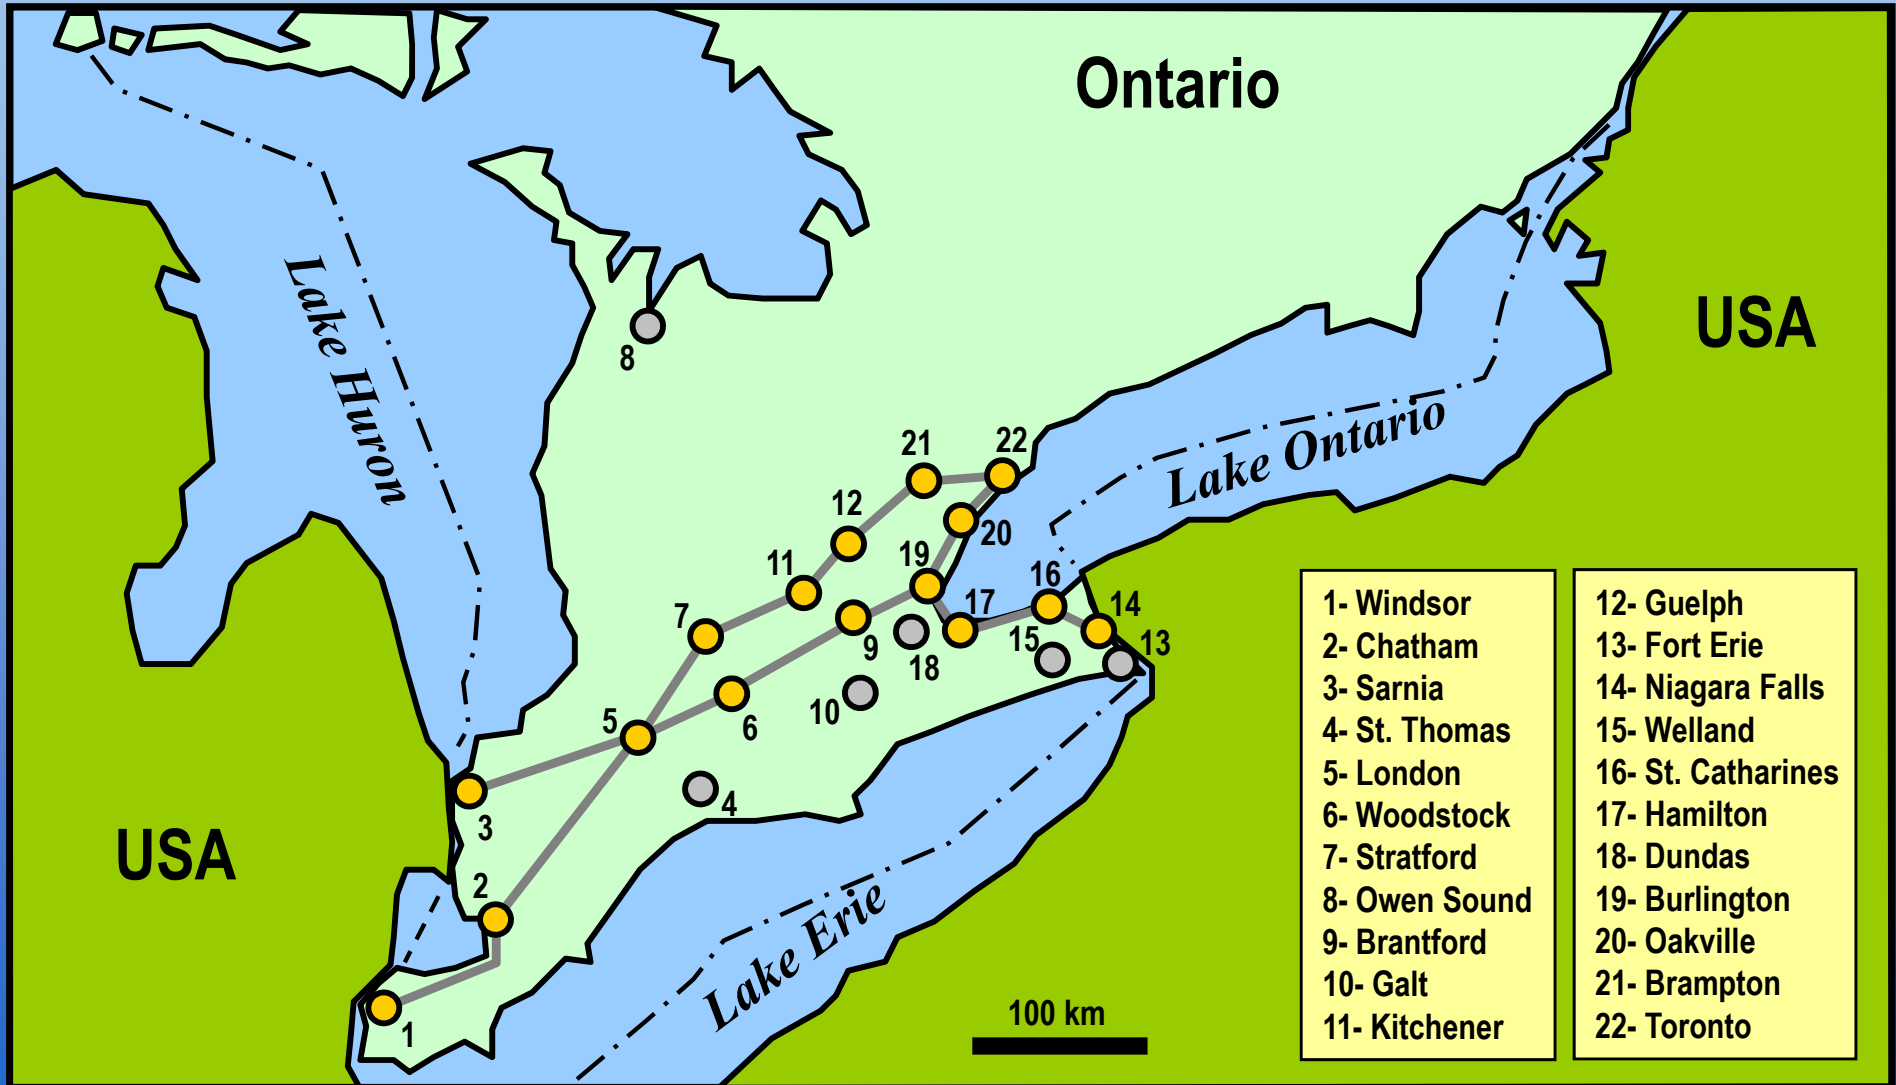 Ontario
USA
Lake Huron
8
21
22
Lake Ontario
12
20
11
19
16
7
17
14
9
18
15
13
10
5
6
4
3
USA
2
Lake Erie
1
100 km
1- Windsor
2- Chatham
3- Sarnia
4- St. Thomas
5- London
6- Woodstock
7- Stratford
8- Owen Sound
9- Brantford
10- Galt
11- Kitchener
12- Guelph
13- Fort Erie
14- Niagara Falls
15- Welland
16- St. Catharines
17- Hamilton
18- Dundas
19- Burlington
20- Oakville
21- Brampton
22- Toronto